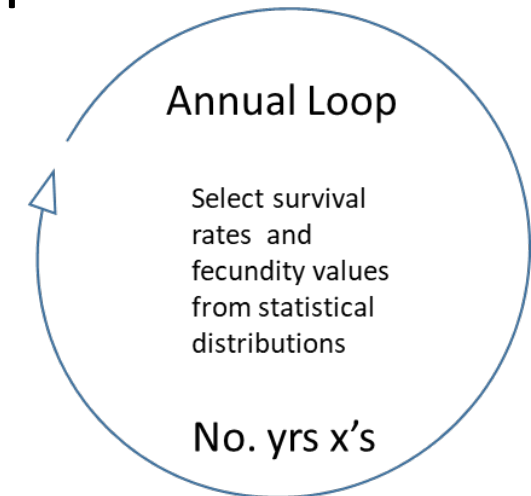 Annual Loop
Select survival
rates and
fecundity values
from statistical
distributions
No. yrs x’s